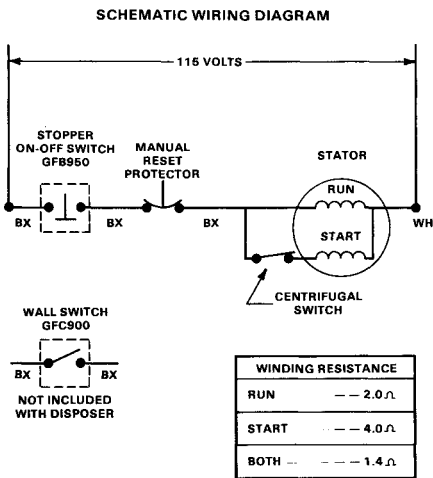 SCHEMATIC WIRING DIAGRAM
115 VOLTS
STOPPER
ON-OFF SWITCH
GFB950
MANUAL
RESET
PROTECTOR
STATOR
RUN
BX
BX
BX
WH
START
CENTRIFUGAL
SWITCH
WALL SWITCH
GFC900
BX
BX
NOT INCLUDED
WITH DISPOSER
WINDING RESISTANCE
RUN -- 2.0Ω
START --- 4.0Ω
BOTH -- --- 1.4Ω